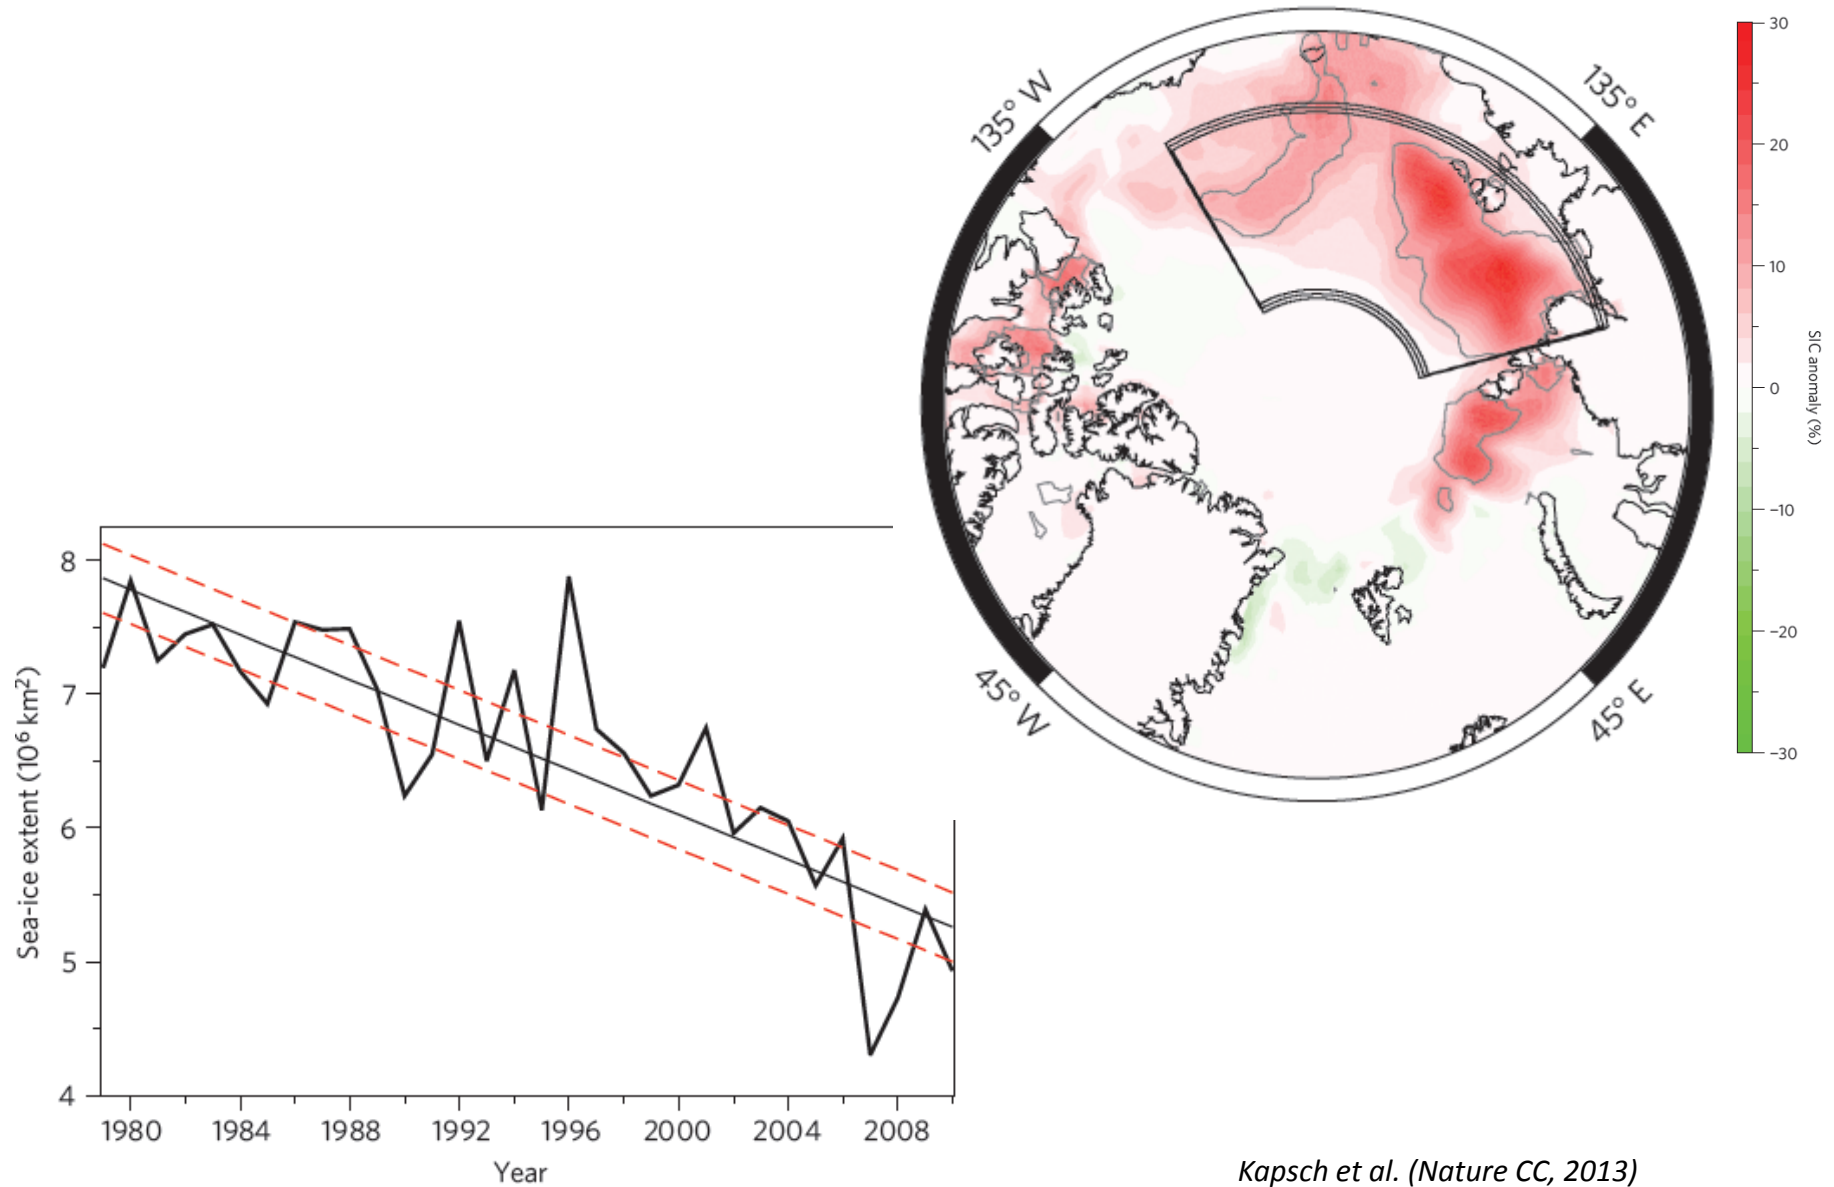 135° W
135° E
45° W
45° E
30
20
10
0
−10
−20
−30
SIC anomaly (%)
8
7
6
5
4
Sea-ice extent (10⁶ km²)
1980 1984 1988 1992 1996 2000 2004 2008
Year
Kapsch et al. (Nature CC, 2013)